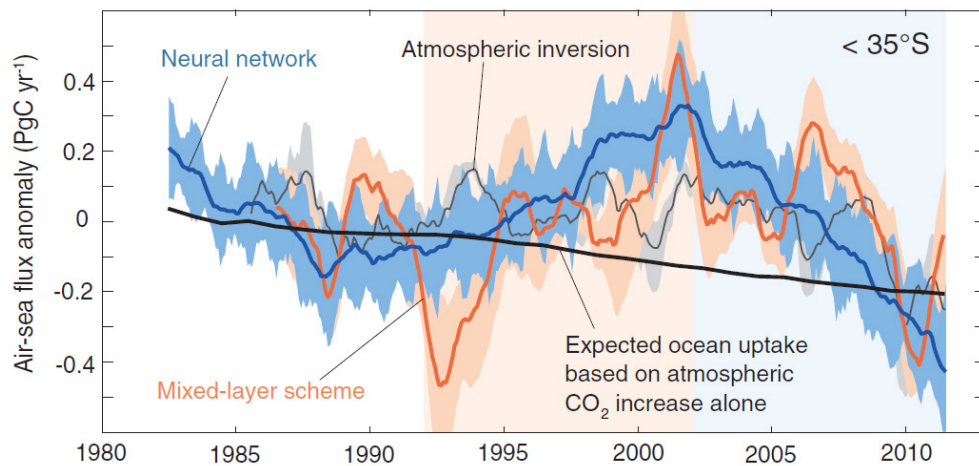 < 35°S
Neural network
Atmospheric inversion
Air-sea flux anomaly (PgC yr⁻¹)
0.4
0.2
0
-0.2
-0.4
Mixed-layer scheme
Expected ocean uptake
based on atmospheric
CO₂ increase alone
1980 1985 1990 1995 2000 2005 2010